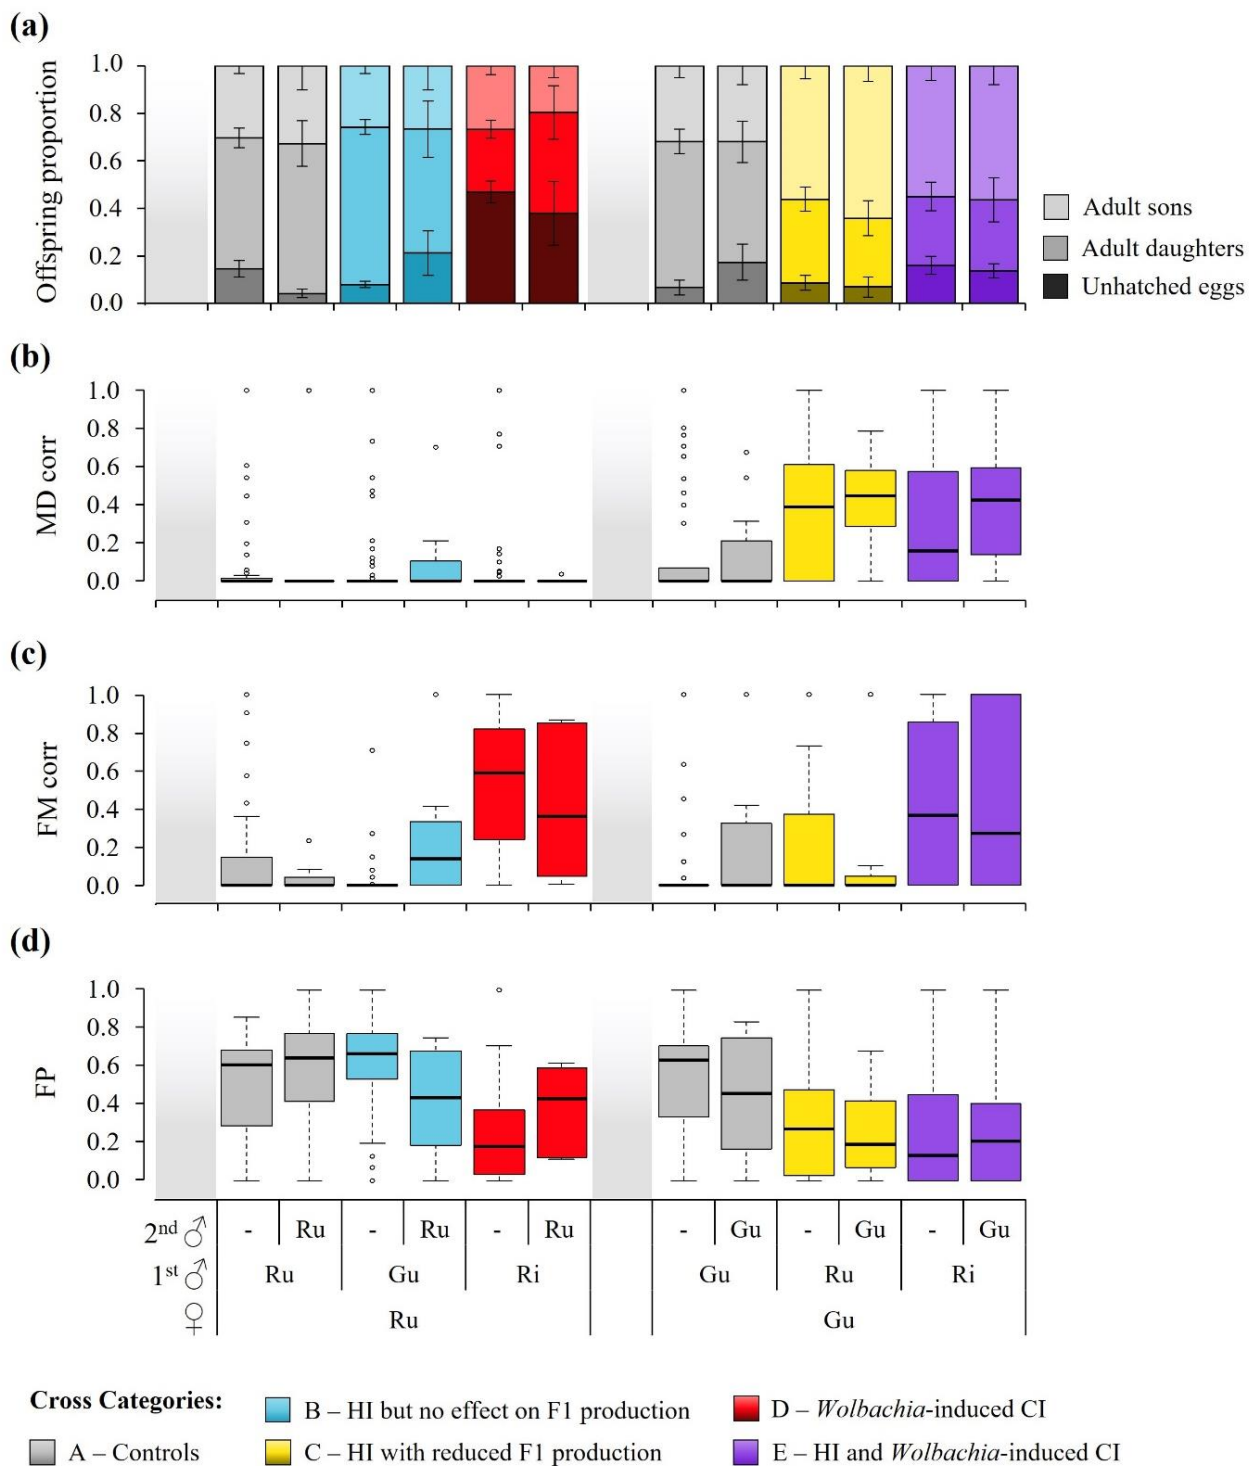 (a)
Offspring proportion
1.0
0.8
0.6
0.4
0.2
0.0
Adult sons
Adult daughters
Unhatched eggs
(b)
MD corr
1.0
0.8
0.6
0.4
0.2
0.0
(c)
FM corr
1.0
0.8
0.6
0.4
0.2
0.0
(d)
FP
1.0
0.8
0.6
0.4
0.2
0.0
2nd ♂ - Ru - Ru - Ru - Gu - Gu - Gu
1st ♂ Ru Gu Ri Gu Ru Ri
♀ Ru Gu
Cross Categories:
A – Controls
B – HI but no effect on F1 production
C – HI with reduced F1 production
D – Wolbachia-induced CI
E – HI and Wolbachia-induced CI